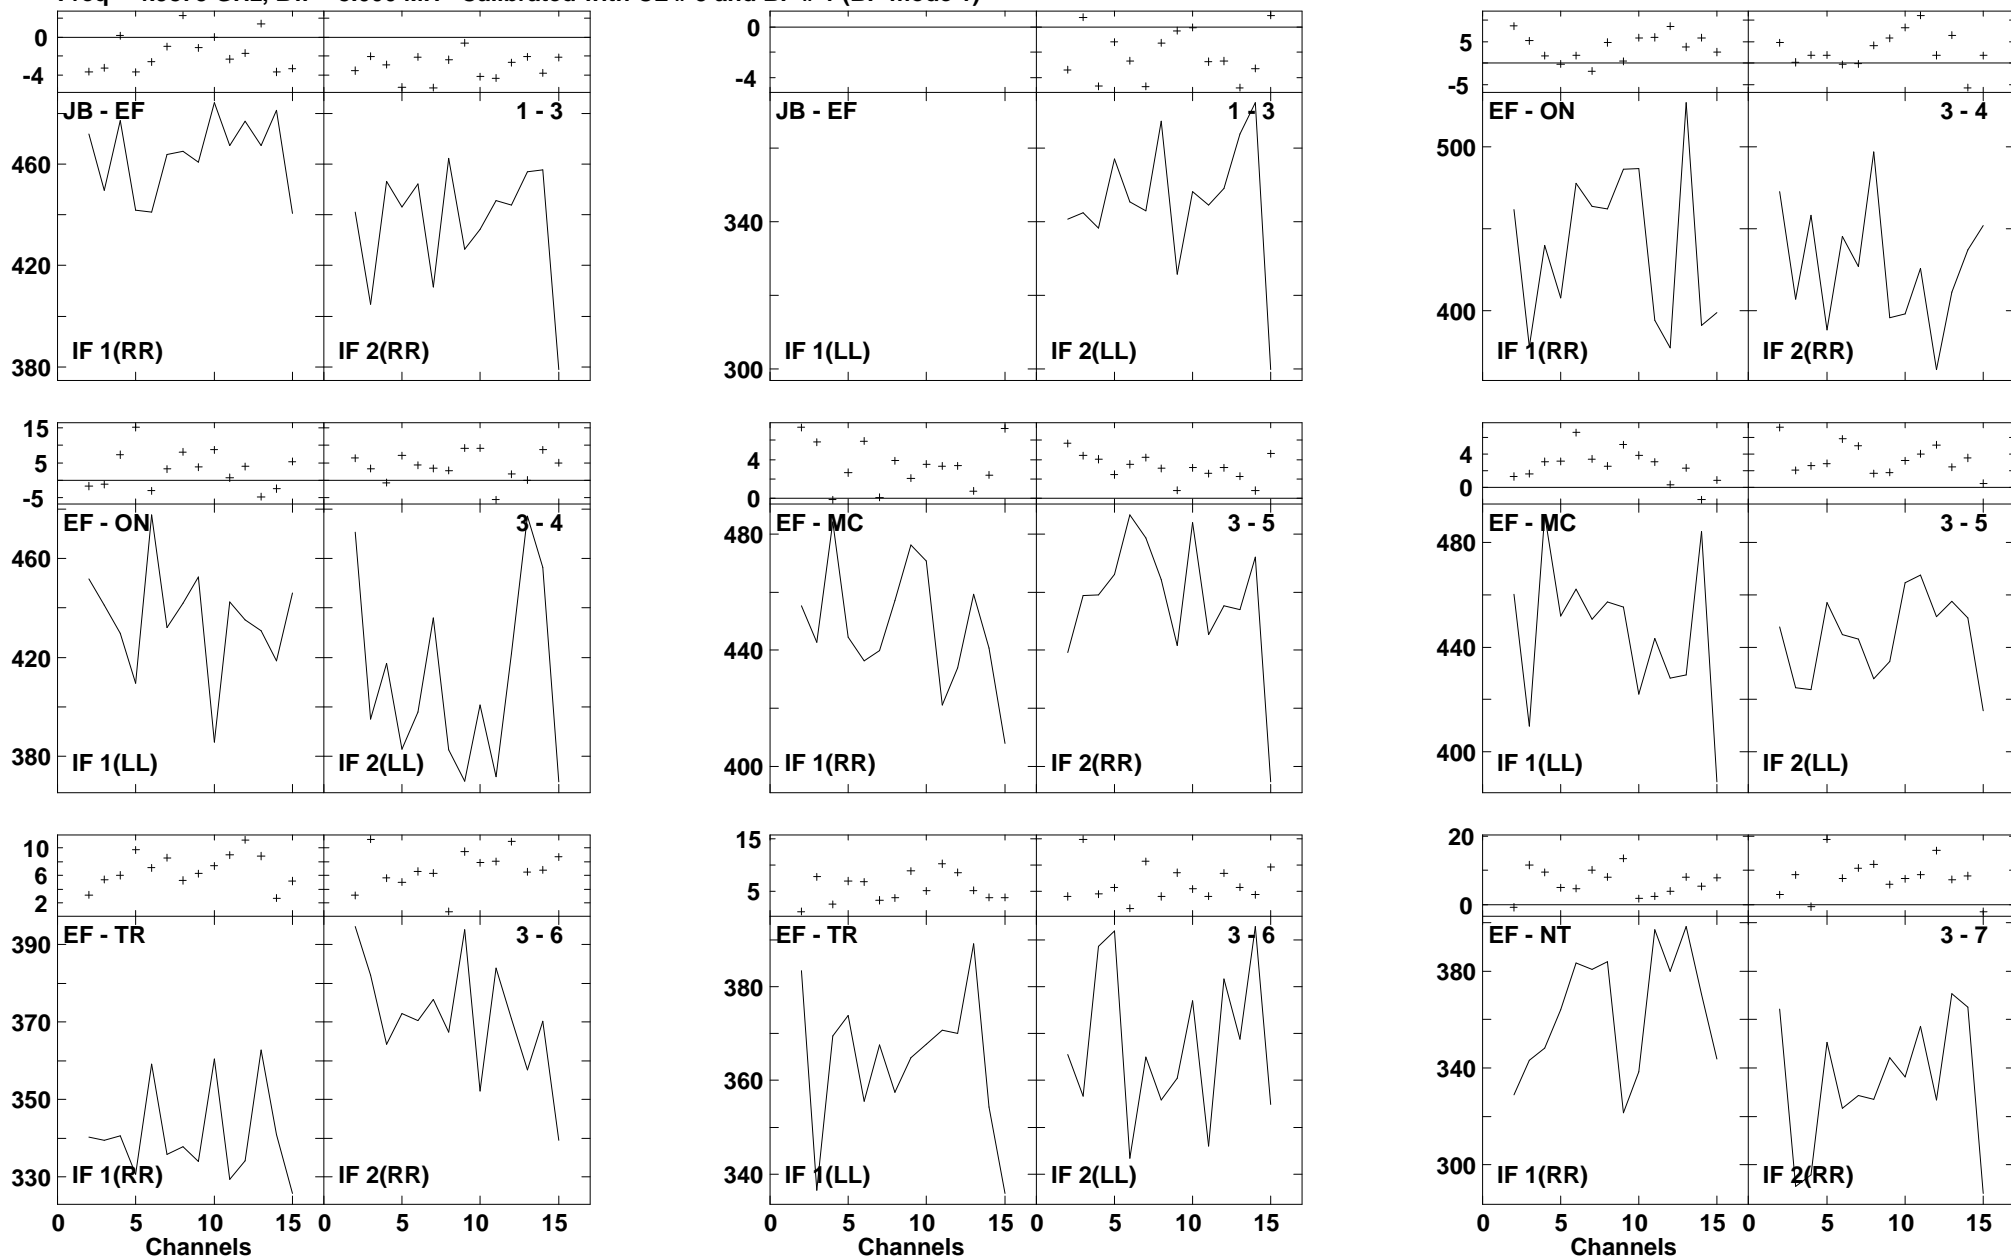 0
-4
JB - EF
1 - 3
460
420
380
IF 1(RR)
IF 2(RR)
0
-4
JB - EF
1 - 3
340
300
IF 1(LL)
IF 2(LL)
5
-5
EF - ON
3 - 4
500
400
IF 1(RR)
IF 2(RR)
15
5
-5
EF - ON
3 - 4
460
420
380
IF 1(LL)
IF 2(LL)
4
0
EF - MC
3 - 5
480
440
400
IF 1(RR)
IF 2(RR)
4
0
EF - MC
3 - 5
480
440
400
IF 1(LL)
IF 2(LL)
10
6
2
EF - TR
3 - 6
390
370
350
330
IF 1(RR)
IF 2(RR)
0 5 10 15 0 5 10 15
Channels
15
5
EF - TR
3 - 6
380
360
340
IF 1(LL)
IF 2(LL)
0 5 10 15 0 5 10 15
Channels
20
10
0
EF - NT
3 - 7
380
340
300
IF 1(RR)
IF 2(RR)
0 5 10 15 0 5 10 15
Channels